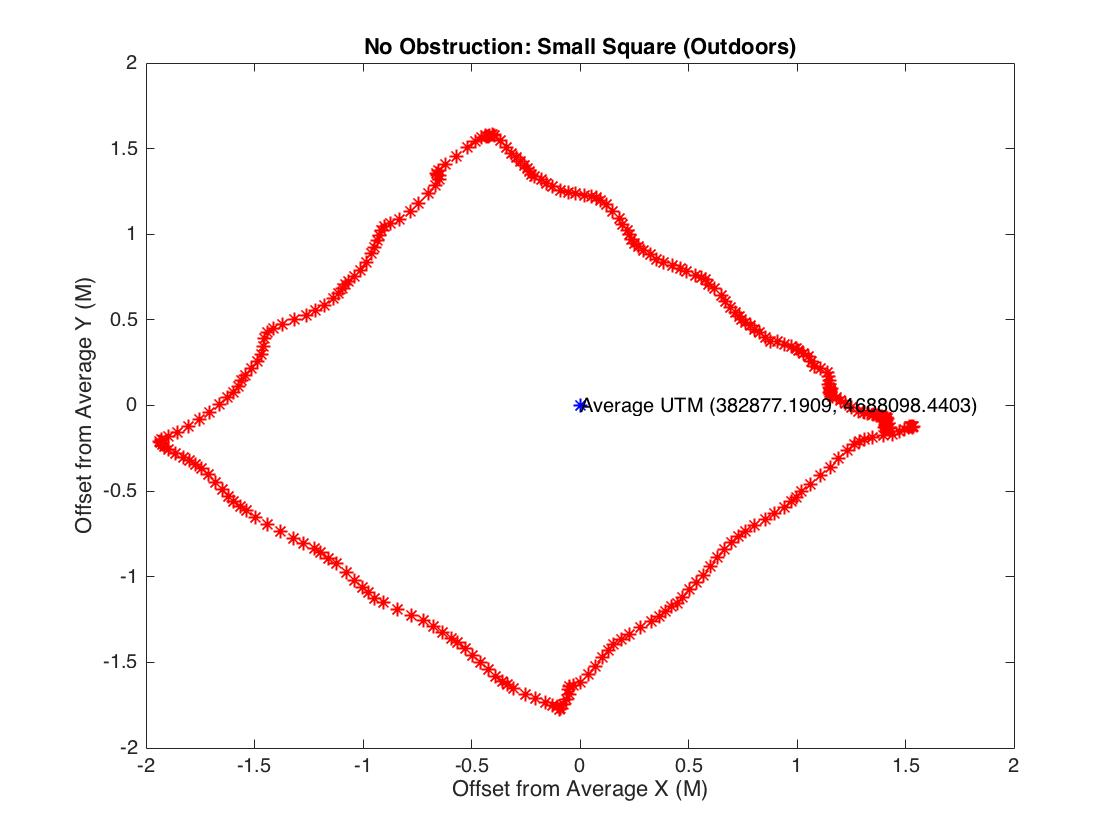 No Obstruction: Small Square (Outdoors)
2
1.5
1
0.5
0
-0.5
-1
-1.5
-2
Offset from Average Y (M)
Average UTM (382877.1909, 4688098.4403)
-2 -1.5 -1 -0.5 0 0.5 1 1.5 2
Offset from Average X (M)